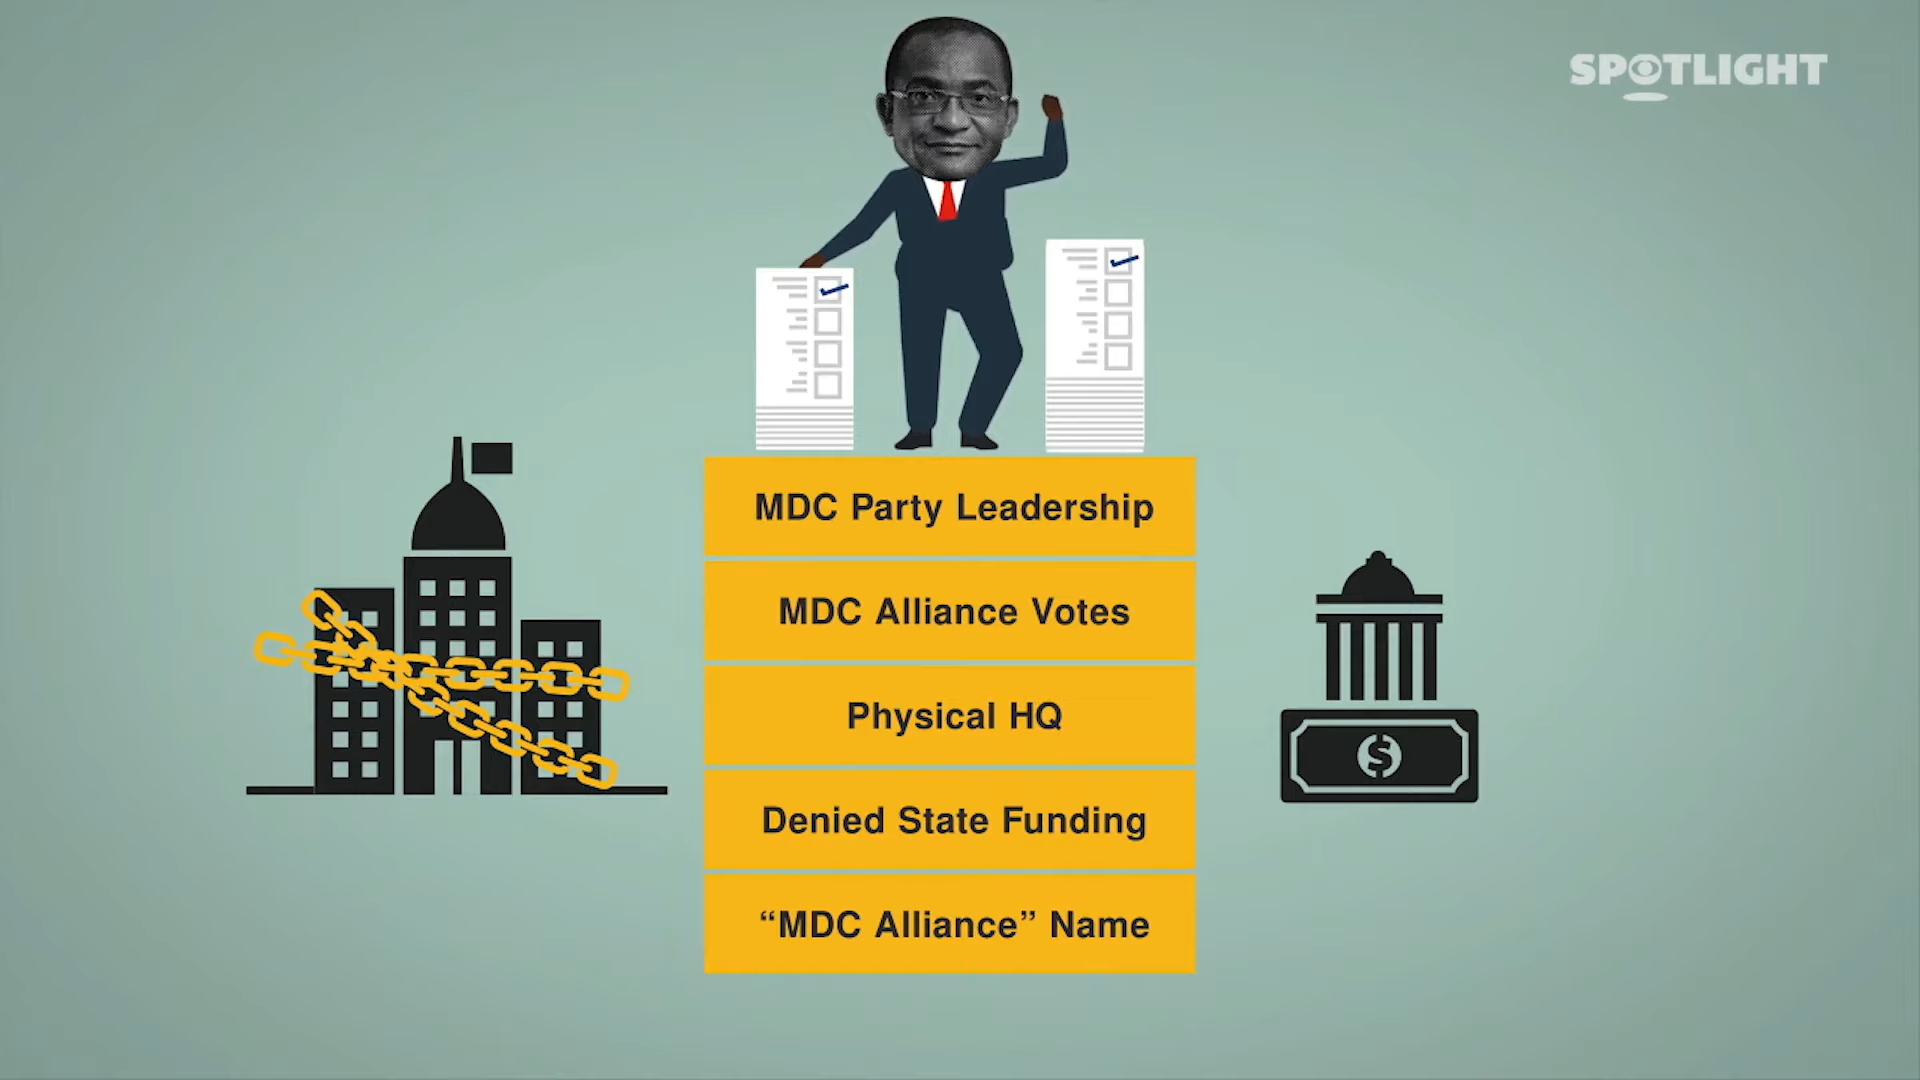 SPOTLIGHT
MDC Party Leadership
MDC Alliance Votes
Physical HQ
$
Denied State Funding
“MDC Alliance” Name